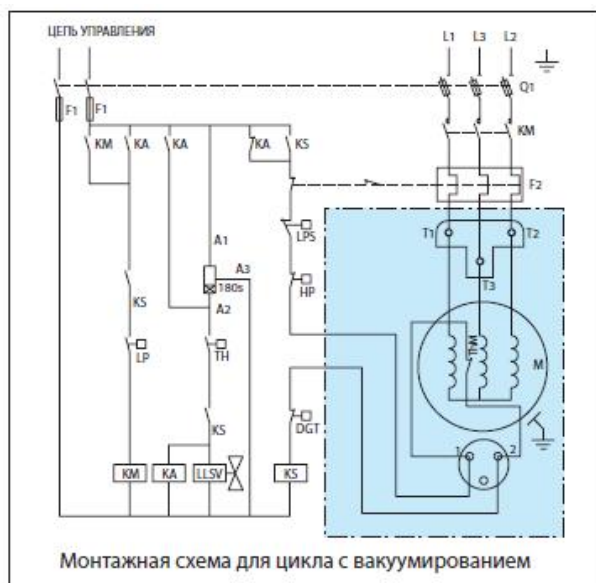 ЦЕПЬ УПРАВЛЕНИЯ
L1 L3 L2
Q1
F1 F1
KM KA KA KA KS KM
F2
A1 LPS T1 T2
A3
180s HP T3
A2
KS ThM
LP TH M
KS DGT
1 2
KM KA LLSV KS
Монтажная схема для цикла с вакуумированием